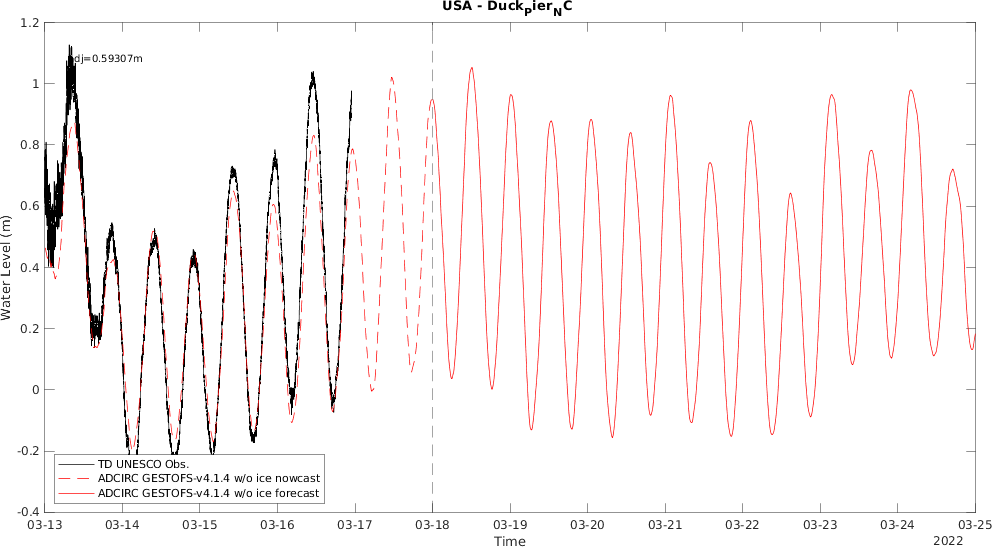 USA - Duck_Pier_NC
dj=0.59307m
1.2
1
0.8
0.6
0.4
0.2
0
-0.2
-0.4
Water Level (m)
TD UNESCO Obs.
ADCIRC GESTOFS-v4.1.4 w/o ice nowcast
ADCIRC GESTOFS-v4.1.4 w/o ice forecast
03-13 03-14 03-15 03-16 03-17 03-18 03-19 03-20 03-21 03-22 03-23 03-24 03-25
Time
2022